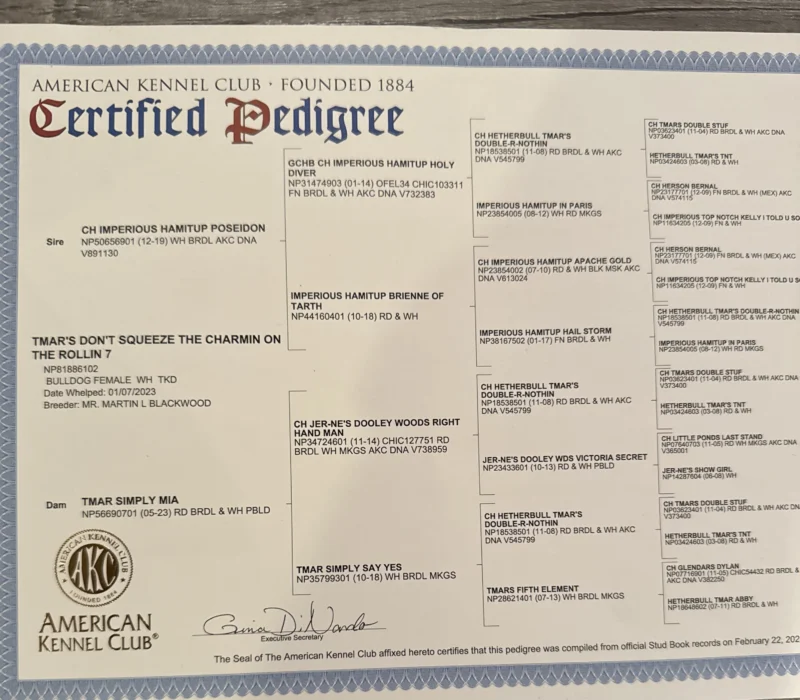 AMERICAN KENNEL CLUB · FOUNDED 1884
Certified Pedigree
Sire
CH IMPERIOUS HAMITUP POSEIDON
NP50656901 (12-19) WH BRDL AKC DNA
V891130
TMAR'S DON'T SQUEEZE THE CHARMIN ON
THE ROLLIN 7
NP81886102
BULLDOG FEMALE WH TKD
Date Whelped: 01/07/2023
Breeder: MR. MARTIN L BLACKWOOD
Dam
TMAR SIMPLY MIA
NP56690701 (05-23) RD BRDL & WH PBLD
GCHB CH IMPERIOUS HAMITUP HOLY
DIVER
NP31474903 (01-14) OFEL34 CHIC103311
FN BRDL & WH AKC DNA V732383
IMPERIOUS HAMITUP BRIENNE OF
TARTH
NP44160401 (10-18) RD & WH
CH JER-NE'S DOOLEY WOODS RIGHT
HAND MAN
NP34724601 (11-14) CHIC127751 RD
BRDL WH MKGS AKC DNA V738959
TMAR SIMPLY SAY YES
NP35799301 (10-18) WH BRDL MKGS
CH HETHERBULL TMAR'S
DOUBLE-R-NOTHIN
NP18538501 (11-08) RD BRDL & WH AKC
DNA V545799
IMPERIOUS HAMITUP IN PARIS
NP23854005 (08-12) WH RD MKGS
CH IMPERIOUS HAMITUP APACHE GOLD
NP23854002 (07-10) RD & WH BLK MSK AKC
DNA V613024
IMPERIOUS HAMITUP HAIL STORM
NP38167502 (01-17) FN BRDL & WH
CH HETHERBULL TMAR'S
DOUBLE-R-NOTHIN
NP18538501 (11-08) RD BRDL & WH AKC
DNA V545799
JER-NE'S DOOLEY WDS VICTORIA SECRET
NP23433601 (10-13) RD & WH PBLD
CH HETHERBULL TMAR'S
DOUBLE-R-NOTHIN
NP18538501 (11-08) RD BRDL & WH AKC
DNA V545799
TMARS FIFTH ELEMENT
NP28621401 (07-13) WH BRDL MKGS
CH TMARS DOUBLE STUF
NP03623401 (11-04) RD BRDL & WH AKC DNA
V373400
HETHERBULL TMAR'S TNT
NP03424603 (03-08) RD & WH
CH HERSON BERNAL
NP23177701 (12-09) FN BRDL & WH (MEX) AKC
DNA V574115
CH IMPERIOUS TOP NOTCH KELLY I TOLD U SO
NP11634205 (12-09) FN & WH
CH HERSON BERNAL
NP23177701 (12-09) FN BRDL & WH (MEX) AKC
DNA V574115
CH IMPERIOUS TOP NOTCH KELLY I TOLD U S
NP11634205 (12-09) FN & WH
CH HETHERBULL TMAR'S DOUBLE-R-NOTHIN
NP18538501 (11-08) RD BRDL & WH AKC DNA
V545799
IMPERIOUS HAMITUP IN PARIS
NP23854005 (08-12) WH RD MKGS
CH TMARS DOUBLE STUF
NP03623401 (11-04) RD BRDL & WH AKC DNA
V373400
HETHERBULL TMAR'S TNT
NP03424603 (03-08) RD & WH
CH LITTLE PONDS LAST STAND
NP07640703 (11-05) RD WH MKGS AKC DNA
V385001
JER-NE'S SHOW GIRL
NP14287604 (06-08) WH
CH TMARS DOUBLE STUF
NP03623401 (11-04) RD BRDL & WH AKC DN
V373400
HETHERBULL TMAR'S TNT
NP03424603 (03-08) RD & WH
CH GLENDARS DYLAN
NP07716901 (11-05) CHIC54432 RD BRDL &
AKC DNA V382250
HETHERBULL TMAR ABBY
NP18648602 (07-11) RD BRDL & WH
AMERICAN KENNEL CLUB
AKC
FOUNDED 1884
AMERICAN
KENNEL CLUB®
Gina DiNardo
Executive Secretary
The Seal of The American Kennel Club affixed hereto certifies that this pedigree was compiled from official Stud Book records on February 22, 202